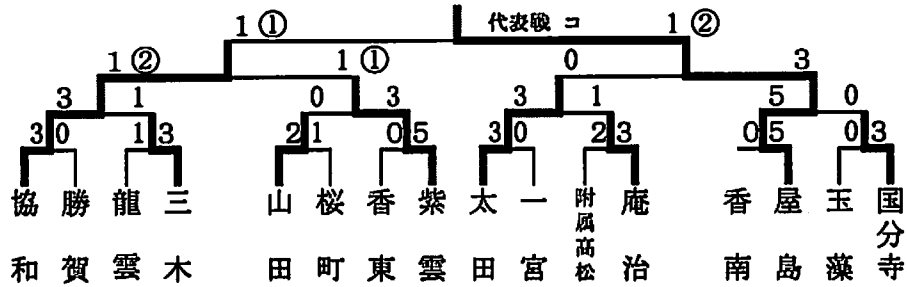 1 ① 代表戦 コ 1 ②
1 ② 1 ① 0 3
3 1 0 3 3 1 5 0
3 0 1 3 2 1 0 5 3 0 2 3 0 5 0 3
協和 勝賀 龍雲 三木 山田 桜町 香東 紫雲 太田 一宮 附属高松 庵治 香南 屋島 玉藻 国分寺